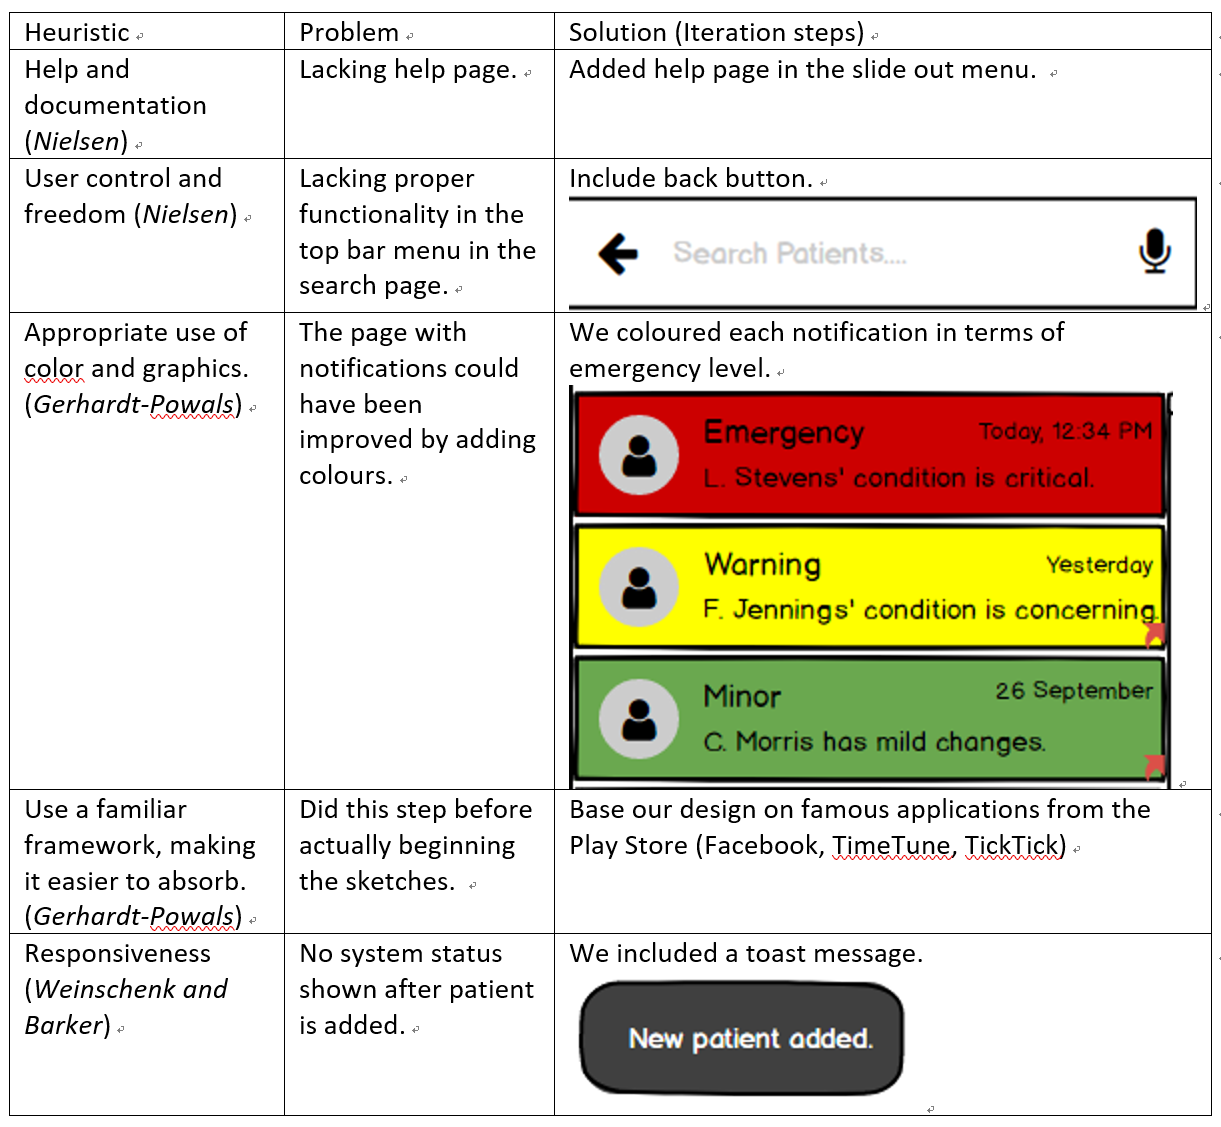 Heuristic
Problem
Solution (Iteration steps)
Help and
documentation
(Nielsen)
Lacking help page.
Added help page in the slide out menu.
User control and
freedom (Nielsen)
Lacking proper
functionality in the
top bar menu in the
search page.
Include back button.
Search Patients....
Appropriate use of
color and graphics.
(Gerhardt-Powals)
The page with
notifications could
have been
improved by adding
colours.
We coloured each notification in terms of
emergency level.
Emergency
Today, 12:34 PM
L. Stevens' condition is critical.
Warning
Yesterday
F. Jennings' condition is concerning.
Minor
26 September
C. Morris has mild changes.
Use a familiar
framework, making
it easier to absorb.
(Gerhardt-Powals)
Did this step before
actually beginning
the sketches.
Base our design on famous applications from the
Play Store (Facebook, TimeTune, TickTick)
Responsiveness
(Weinschenk and
Barker)
No system status
shown after patient
is added.
We included a toast message.
New patient added.